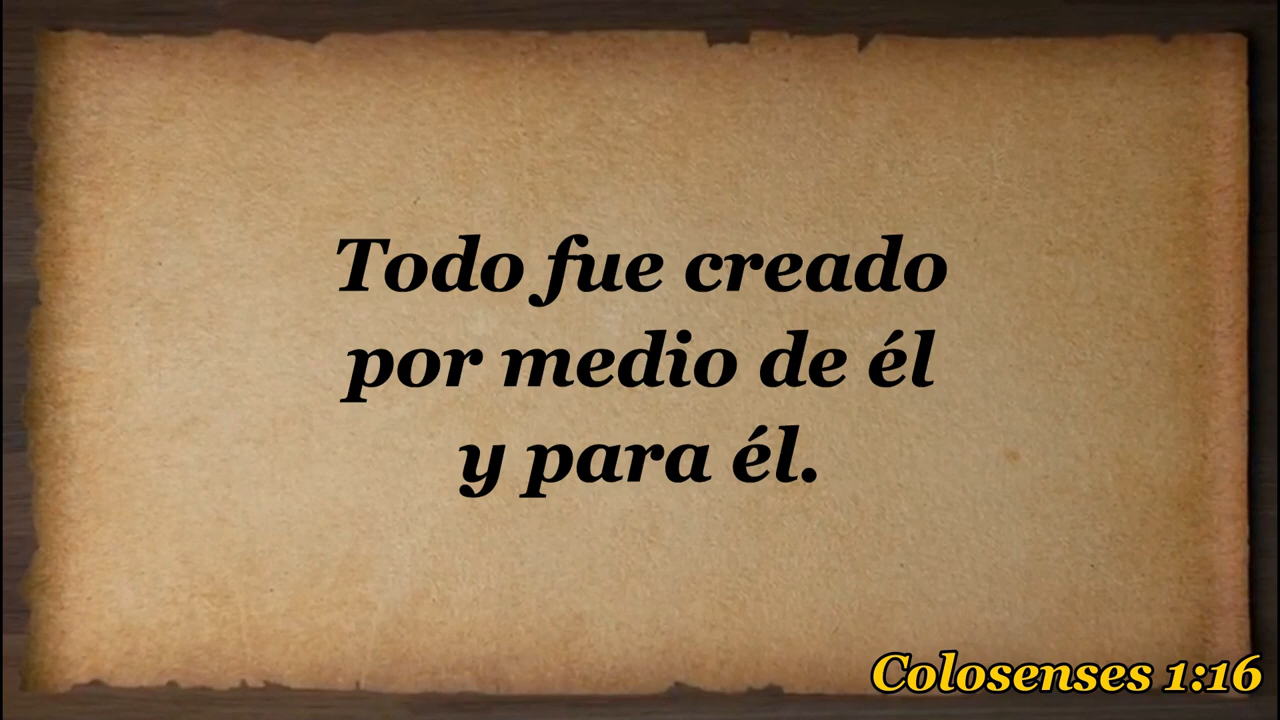 Todo fue creado
por medio de él
y para él.
Colosenses 1:16